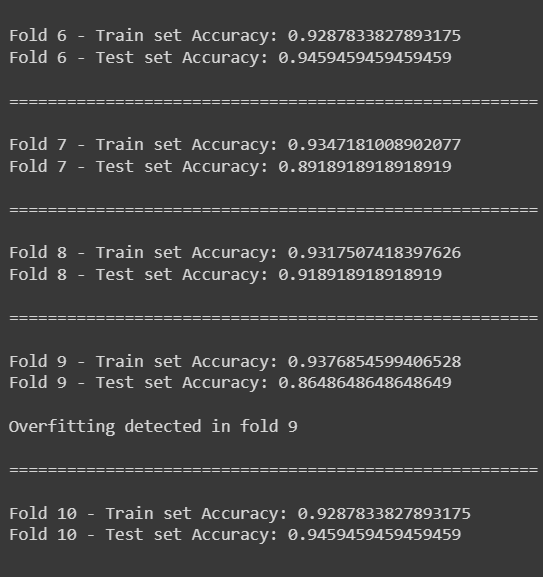 Fold 6 - Train set Accuracy: 0.9287833827893175
Fold 6 - Test set Accuracy: 0.9459459459459459
=======================================================
Fold 7 - Train set Accuracy: 0.9347181008902077
Fold 7 - Test set Accuracy: 0.8918918918918919
=======================================================
Fold 8 - Train set Accuracy: 0.9317507418397626
Fold 8 - Test set Accuracy: 0.918918918918919
=======================================================
Fold 9 - Train set Accuracy: 0.9376854599406528
Fold 9 - Test set Accuracy: 0.8648648648648649
Overfitting detected in fold 9
=======================================================
Fold 10 - Train set Accuracy: 0.9287833827893175
Fold 10 - Test set Accuracy: 0.9459459459459459